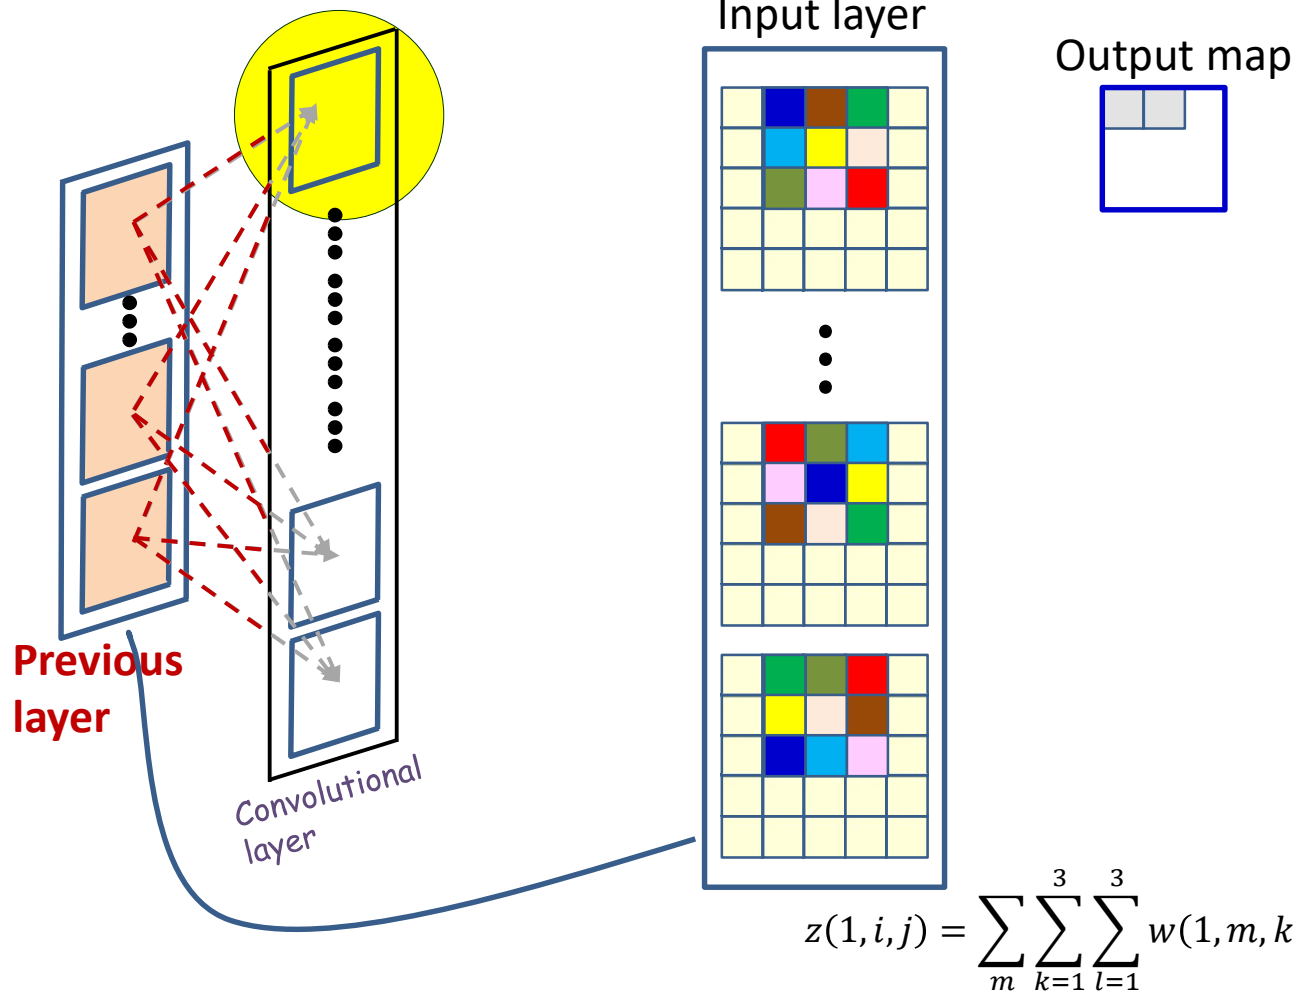 Input layer
Output map
Previous
layer
Convolutional
layer
z(1, i, j) = ∑_m ∑_{k=1}^{3} ∑_{l=1}^{3} w(1, m, k